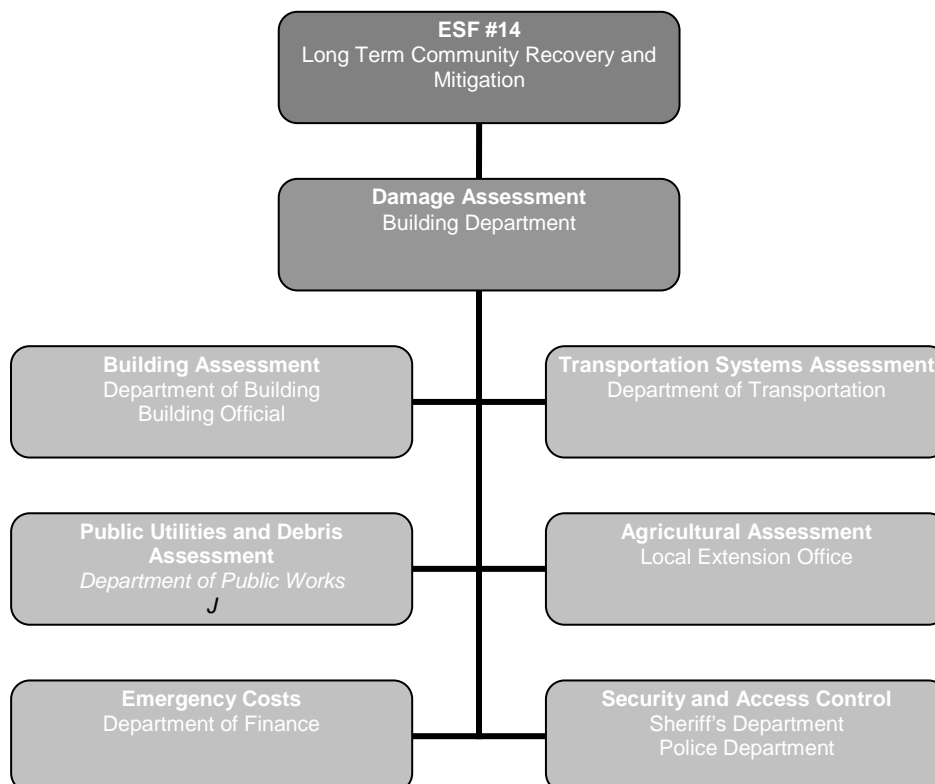 ESF #14
Long Term Community Recovery and
Mitigation
Damage Assessment
Building Department
Building Assessment
Department of Building
Building Official
Transportation Systems Assessment
Department of Transportation
Public Utilities and Debris
Assessment
Department of Public Works
J
Agricultural Assessment
Local Extension Office
Emergency Costs
Department of Finance
Security and Access Control
Sheriff's Department
Police Department